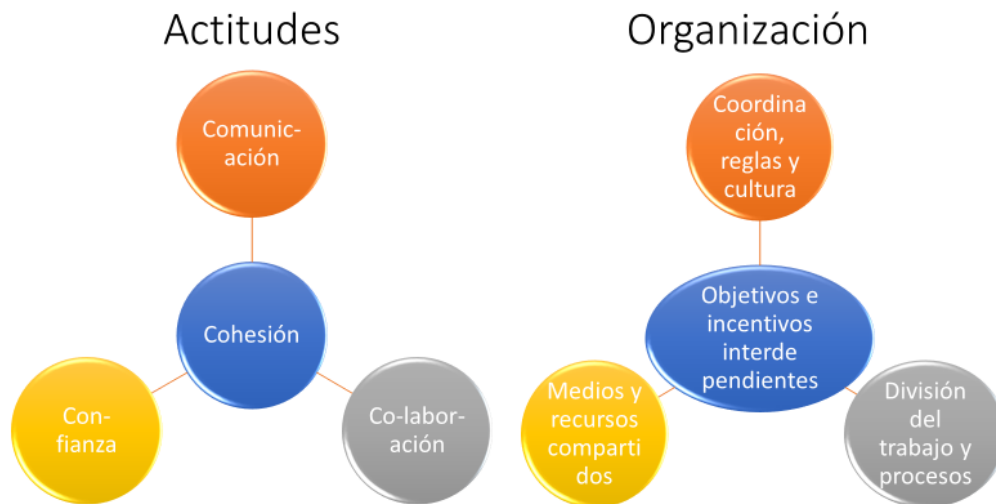 Actitudes
Comunic-
ación
Cohesión
Con-
fianza
Co-labor-
ación
Organización
Coordina
ción,
reglas y
cultura
Objetivos e
incentivos
interde
pendientes
Medios y
recursos
comparti
dos
División
del
trabajo y
procesos